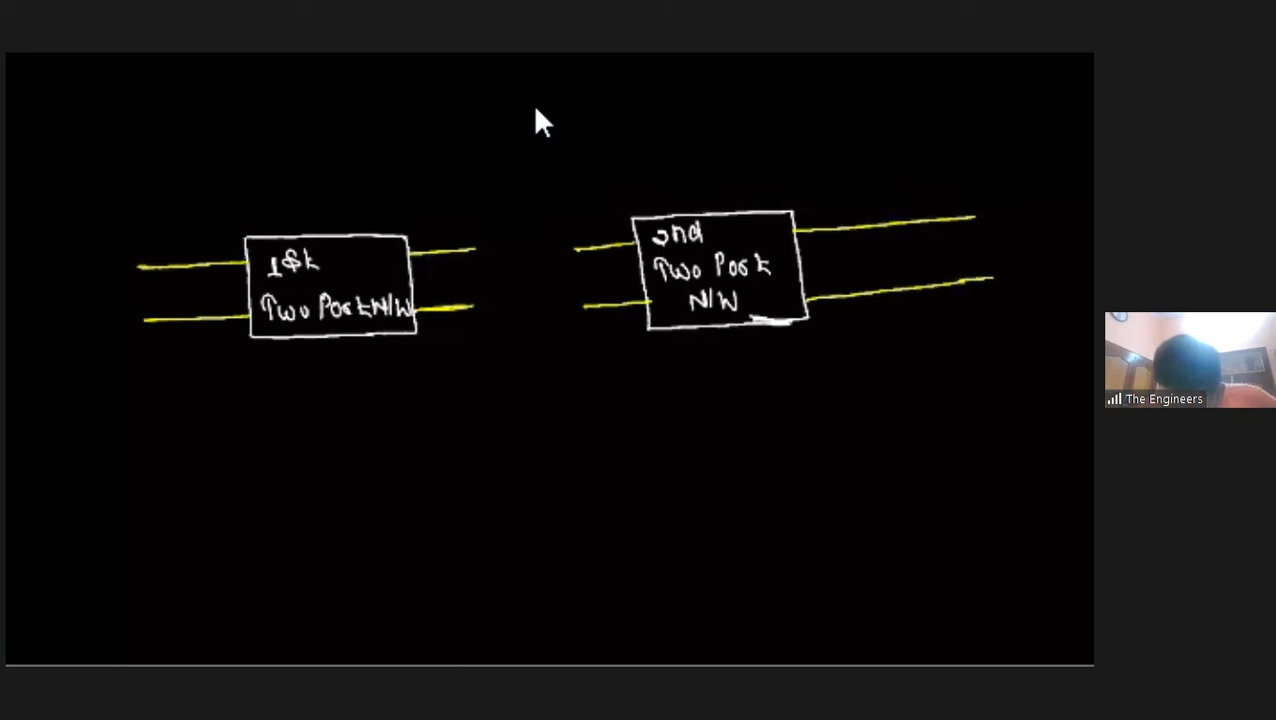 1st
Two Port N/W
2nd
Two Port
N/W
The Engineers